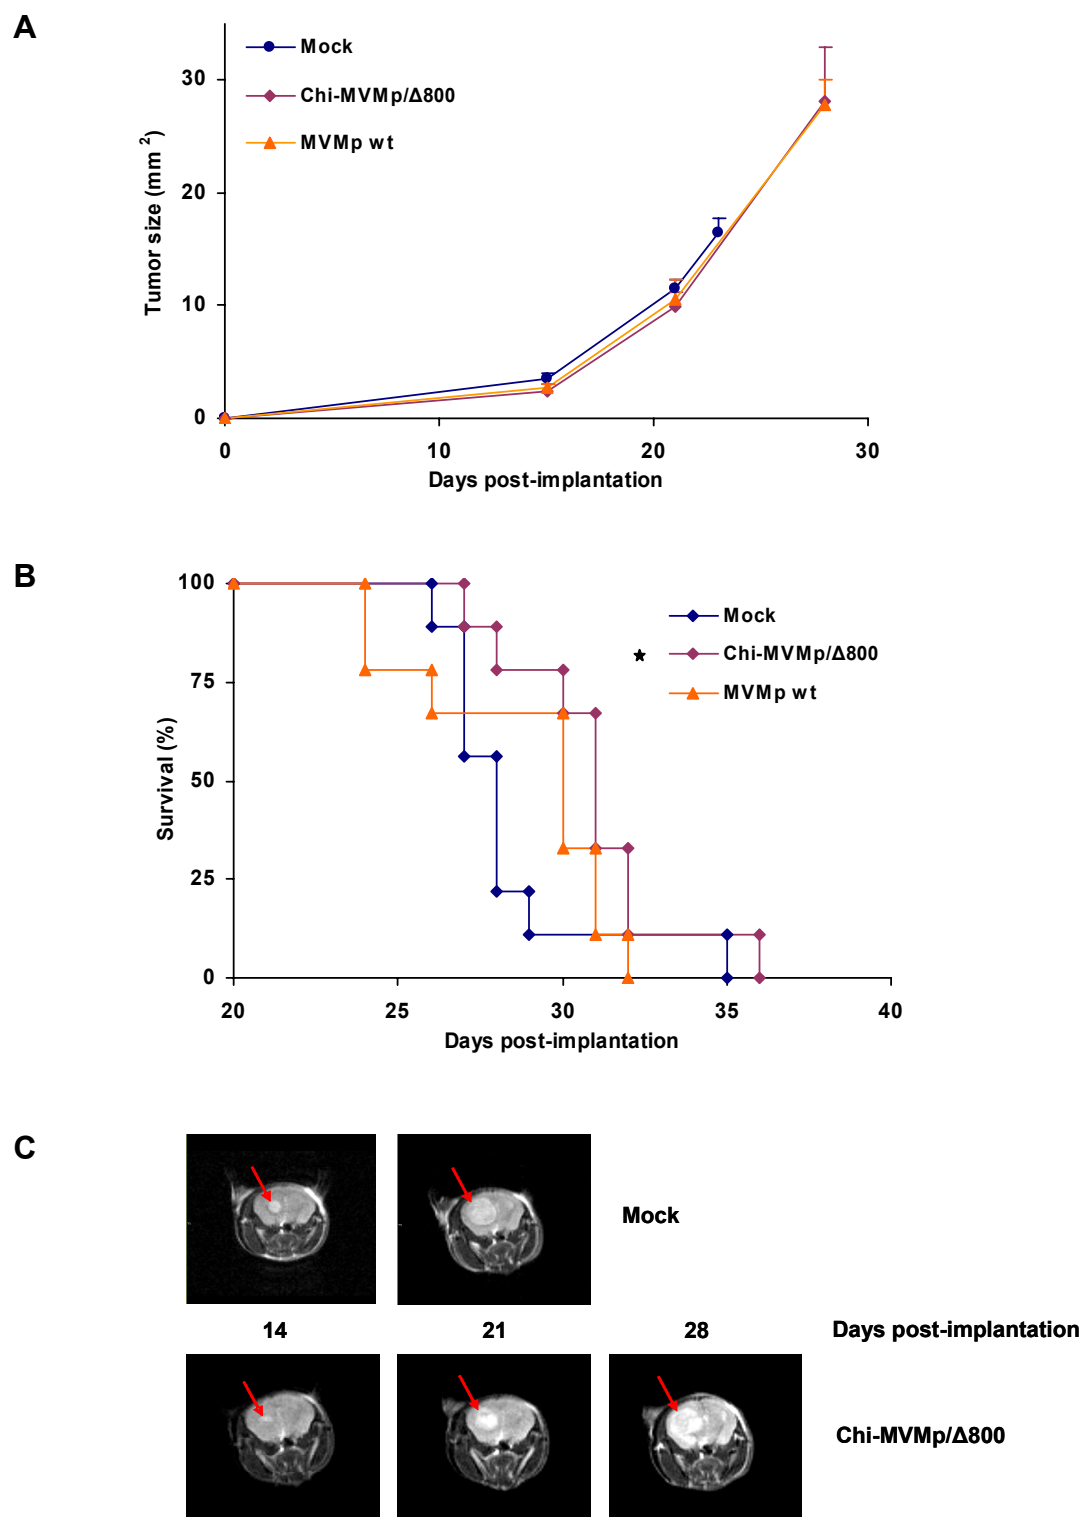 A
Mock
Chi-MVMp/Δ800
MVMp wt
30
20
10
0
Tumor size (mm²)
0 10 20 30
Days post-implantation
B
100
75
50
25
0
Survival (%)
Mock
★ Chi-MVMp/Δ800
MVMp wt
20 25 30 35 40
Days post-implantation
C
Mock
14 21 28 Days post-implantation
Chi-MVMp/Δ800